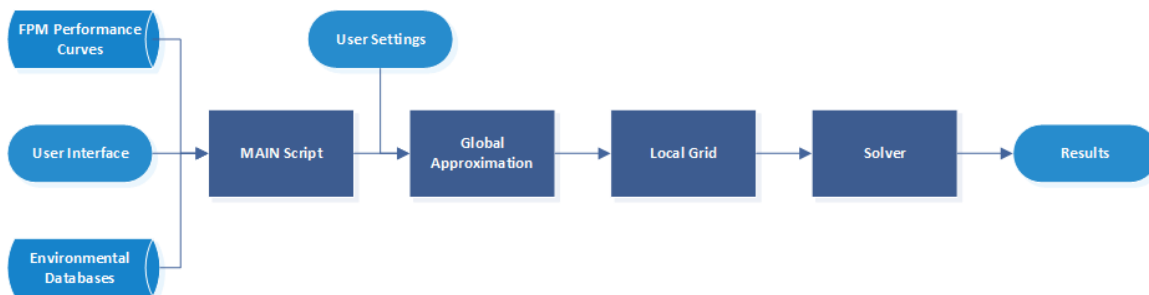 FPM Performance
Curves
User Settings
User Interface
MAIN Script
Global
Approximation
Local Grid
Solver
Results
Environmental
Databases